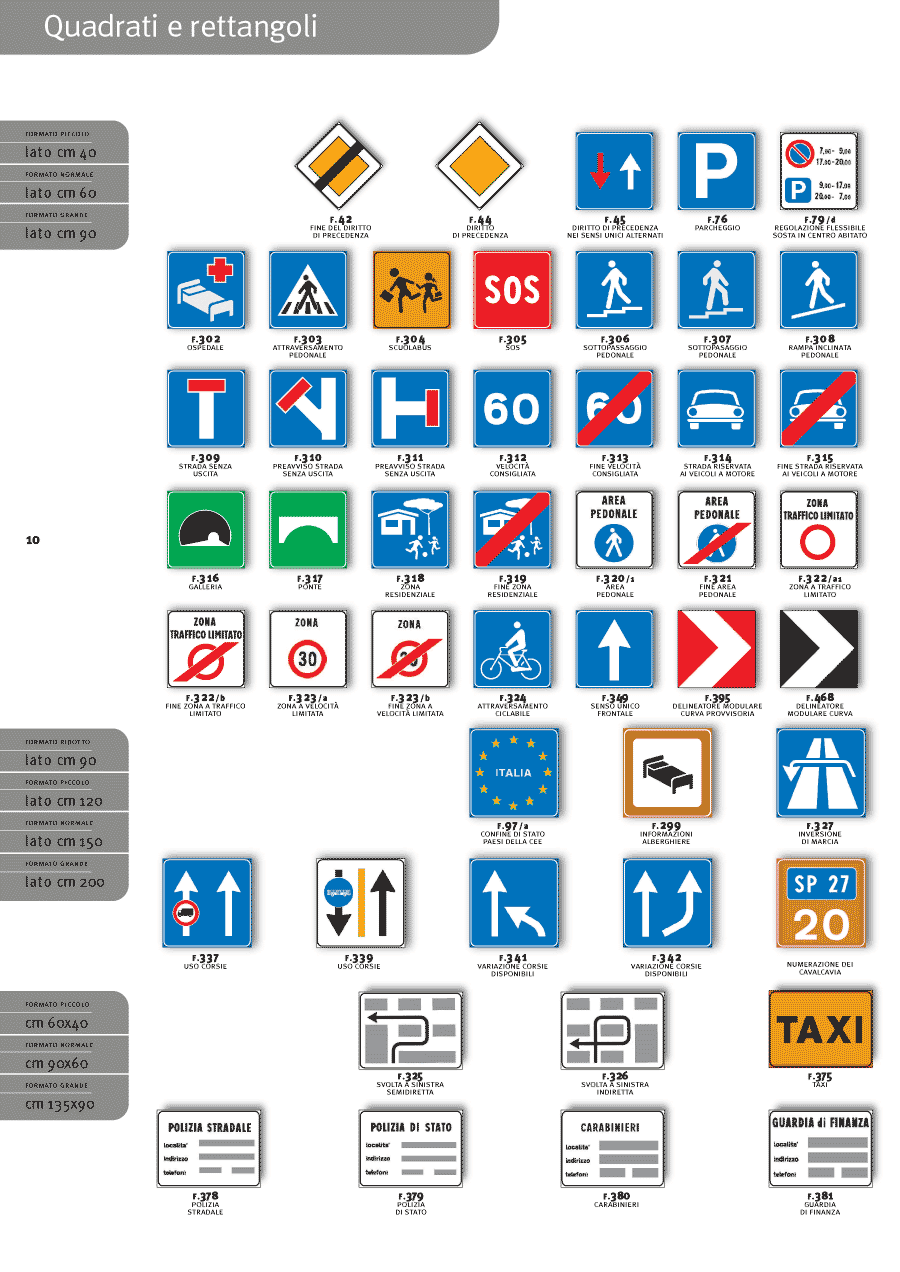 Quadrati e rettangoli
FORMATO PICCOLO
lato cm 40
FORMATO NORMALE
lato cm 60
FORMATO GRANDE
lato cm 90
7,00 - 9,00
17,00-20,00
P
P
9,00-17,00
20,00- 7,00
F.42
FINE DEL DIRITTO
DI PRECEDENZA
F.44
DIRITTO
DI PRECEDENZA
F.45
DIRITTO DI PRECEDENZA
NEI SENSI UNICI ALTERNATI
F.76
PARCHEGGIO
F.79/d
REGOLAZIONE FLESSIBILE
SOSTA IN CENTRO ABITATO
SOS
F.302
OSPEDALE
F.303
ATTRAVERSAMENTO
PEDONALE
F.304
SCUOLABUS
F.305
SOS
F.306
SOTTOPASSAGGIO
PEDONALE
F.307
SOTTOPASAGGIO
PEDONALE
F.308
RAMPA INCLINATA
PEDONALE
60
60
F.309
STRADA SENZA
USCITA
F.310
PREAVVISO STRADA
SENZA USCITA
F.311
PREAVVISO STRADA
SENZA USCITA
F.312
VELOCITÀ
CONSIGLIATA
F.313
FINE VELOCITÀ
CONSIGLIATA
F.314
STRADA RISERVATA
AI VEICOLI A MOTORE
F.315
FINE STRADA RISERVATA
AI VEICOLI A MOTORE
10
AREA
PEDONALE
AREA
PEDONALE
ZONA
TRAFFICO LIMITATO
F.316
GALLERIA
F.317
PONTE
F.318
ZONA
RESIDENZIALE
F.319
FINE ZONA
RESIDENZIALE
F.320/1
AREA
PEDONALE
F.321
FINE AREA
PEDONALE
F.322/a1
ZONA A TRAFFICO
LIMITATO
ZONA
TRAFFICO LIMITATO
ZONA
30
ZONA
30
F.322/b
FINE ZONA A TRAFFICO
LIMITATO
F.323/a
ZONA A VELOCITÀ
LIMITATA
F.323/b
FINE ZONA A
VELOCITÀ LIMITATA
F.324
ATTRAVERSAMENTO
CICLABILE
F.349
SENSO UNICO
FRONTALE
F.395
DELINEATORE MODULARE
CURVA PROVVISORIA
F.468
DELINEATORE
MODULARE CURVA
FORMATO RIDOTTO
lato cm 90
FORMATO PICCOLO
lato cm 120
FORMATO NORMALE
lato cm 150
FORMATO GRANDE
lato cm 200
ITALIA
F.97/a
CONFINE DI STATO
PAESI DELLA CEE
F.299
INFORMAZIONI
ALBERGHIERE
F.327
INVERSIONE
DI MARCIA
SP 27
20
F.337
USO CORSIE
F.339
USO CORSIE
F.341
VARIAZIONE CORSIE
DISPONIBILI
F.342
VARIAZIONE CORSIE
DISPONIBILI
NUMERAZIONE DEI
CAVALCAVIA
FORMATO PICCOLO
cm 60x40
FORMATO NORMALE
cm 90x60
FORMATO GRANDE
cm 135x90
TAXI
F.325
SVOLTA A SINISTRA
SEMIDIRETTA
F.326
SVOLTA A SINISTRA
INDIRETTA
F.375
TAXI
POLIZIA STRADALE
localita'
indirizzo
telefoni
POLIZIA DI STATO
localita'
indirizzo
telefoni
CARABINIERI
localita'
indirizzo
telefoni
GUARDIA di FINANZA
localita'
indirizzo
telefoni
F.378
POLIZIA
STRADALE
F.379
POLIZIA
DI STATO
F.380
CARABINIERI
F.381
GUARDIA
DI FINANZA